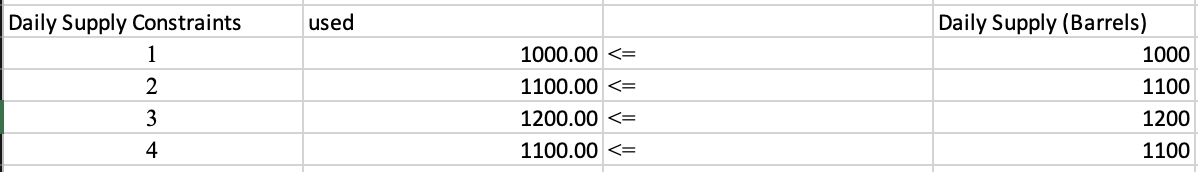 Daily Supply Constraints used Daily Supply (Barrels)
1 1000.00 <= 1000
2 1100.00 <= 1100
3 1200.00 <= 1200
4 1100.00 <= 1100